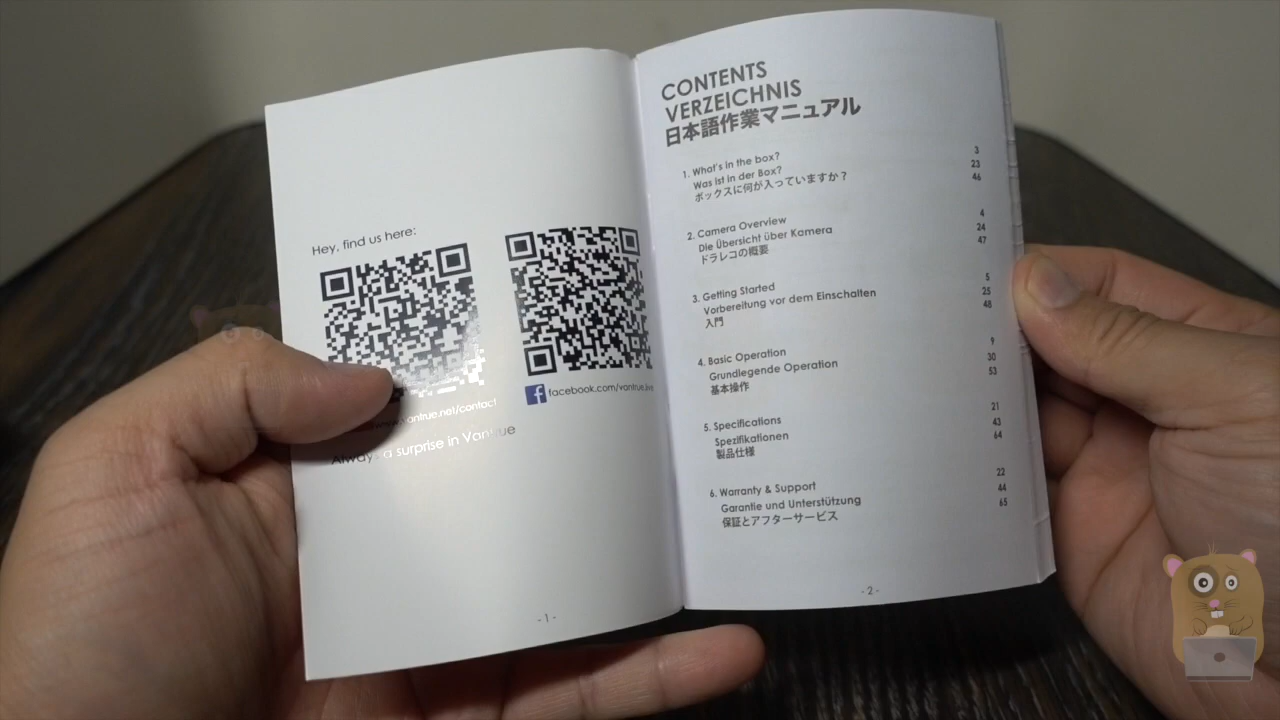 Hey, find us here:
www.vantrue.net/contact
facebook.com/vantrue.live
Always a surprise in Vantrue
- 1 -
CONTENTS
VERZEICHNIS
日本語作業マニュアル
1. What's in the box? 3
Was ist in der Box? 23
ボックスに何が入っていますか？ 46
2. Camera Overview 4
Die Übersicht über Kamera 24
ドラレコの概要 47
3. Getting Started 5
Vorbereitung vor dem Einschalten 25
入門 48
4. Basic Operation 9
Grundlegende Operation 30
基本操作 53
5. Specifications 21
Spezifikationen 43
製品仕様 64
6. Warranty & Support 22
Garantie und Unterstützung 44
保証とアフターサービス 65
- 2 -